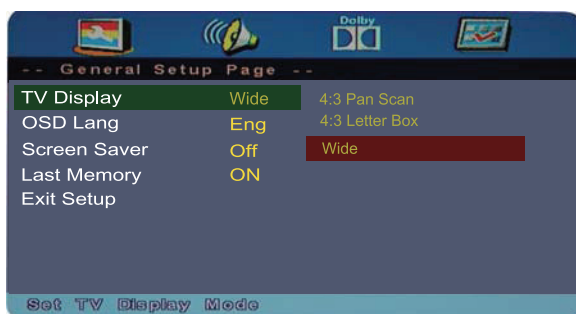 Dolby
-- General Setup Page --
TV Display Wide 4:3 Pan Scan
OSD Lang Eng 4:3 Letter Box
Screen Saver Off Wide
Last Memory ON
Exit Setup
Set TV Display Mode